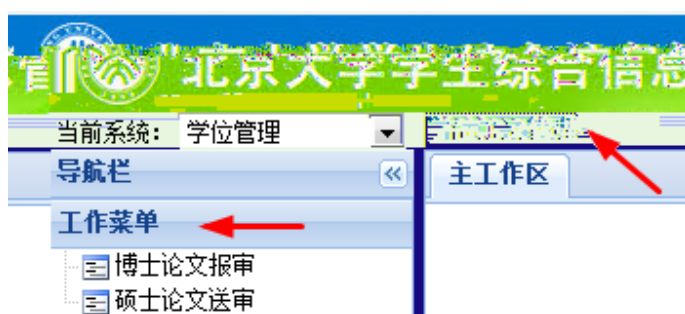 北京大学学生综合信息
当前系统： 学位管理
导航栏 主工作区
工作菜单
博士论文报审
硕士论文送审